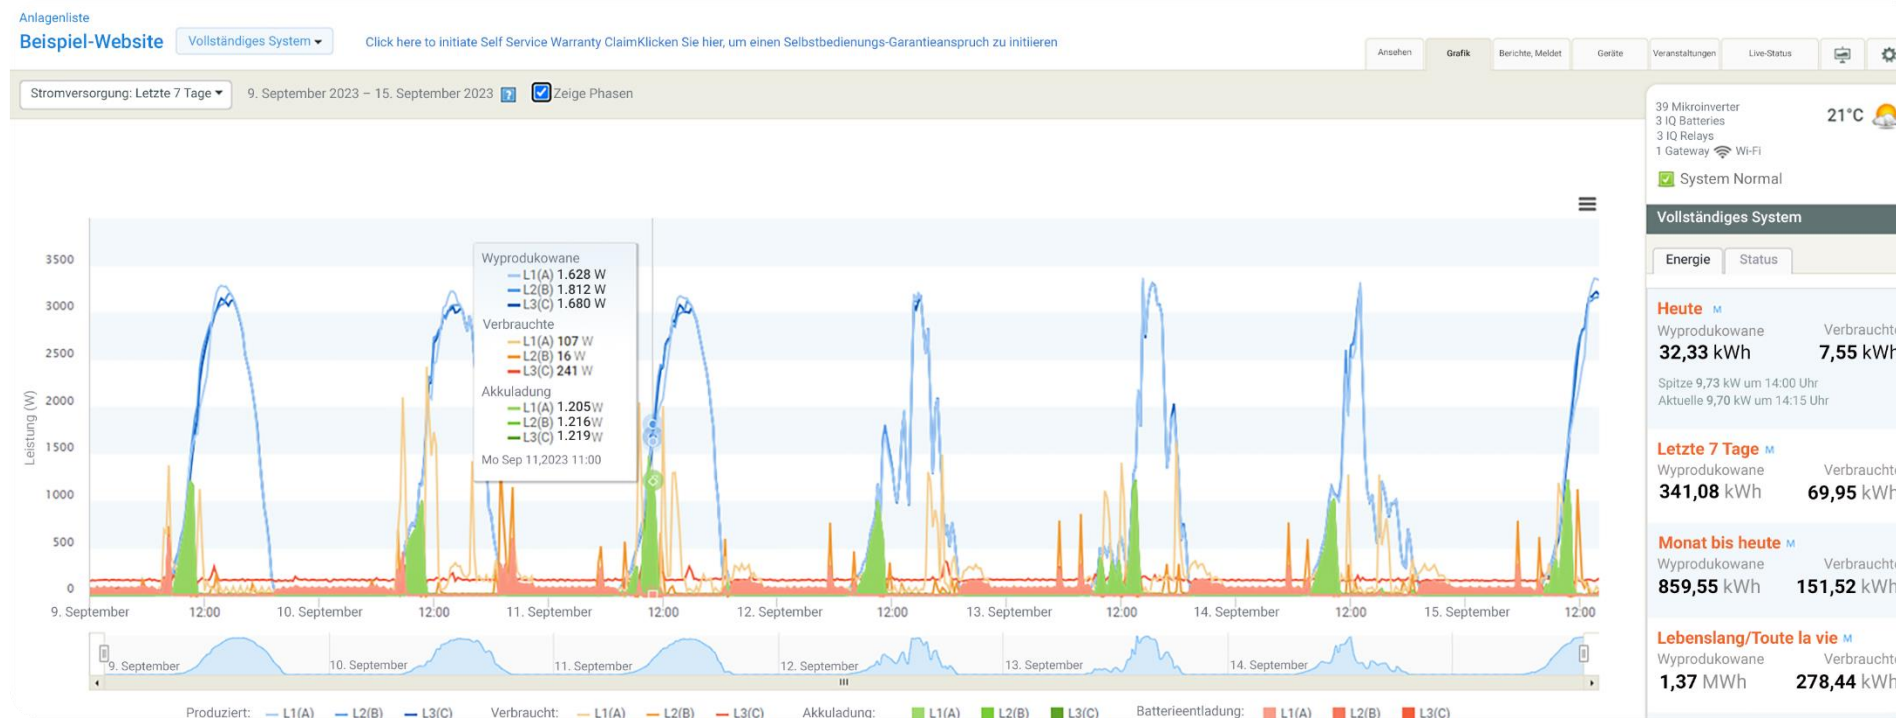 Anlagenliste
Beispiel-Website Vollständiges System Click here to initiate Self Service Warranty ClaimKlicken Sie hier, um einen Selbstbedienungs-Garantieanspruch zu initiieren
Ansehen Grafik Berichte, Meldet Geräte Veranstaltungen Live-Status
Stromversorgung: Letzte 7 Tage 9. September 2023 – 15. September 2023 ? Zeige Phasen
39 Mikroinverter
3 IQ Batteries
3 IQ Relays
1 Gateway Wi-Fi
21°C
System Normal
Vollständiges System
Energie Status
Heute M
Wyprodukowane Verbrauchte
32,33 kWh 7,55 kWh
Spitze 9,73 kW um 14:00 Uhr
Aktuelle 9,70 kW um 14:15 Uhr
Letzte 7 Tage M
Wyprodukowane Verbrauchte
341,08 kWh 69,95 kWh
Monat bis heute M
Wyprodukowane Verbrauchte
859,55 kWh 151,52 kWh
Lebenslang/Toute la vie M
Wyprodukowane Verbrauchte
1,37 MWh 278,44 kWh
Leistung (W)
3500
3000
2500
2000
1500
1000
500
0
Wyprodukowane
L1(A) 1.628 W
L2(B) 1.812 W
L3(C) 1.680 W
Verbrauchte
L1(A) 107 W
L2(B) 16 W
L3(C) 241 W
Akkuladung
L1(A) 1.205W
L2(B) 1.216W
L3(C) 1.219W
Mo Sep 11,2023 11:00
9. September 12:00 10. September 12:00 11. September 12:00 12. September 12:00 13. September 12:00 14. September 12:00 15. September 12:00
9. September 10. September 11. September 12. September 13. September 14. September
Produziert: L1(A) L2(B) L3(C) Verbraucht: L1(A) L2(B) L3(C) Akkuladung: L1(A) L2(B) L3(C) Batterieentladung: L1(A) L2(B) L3(C)